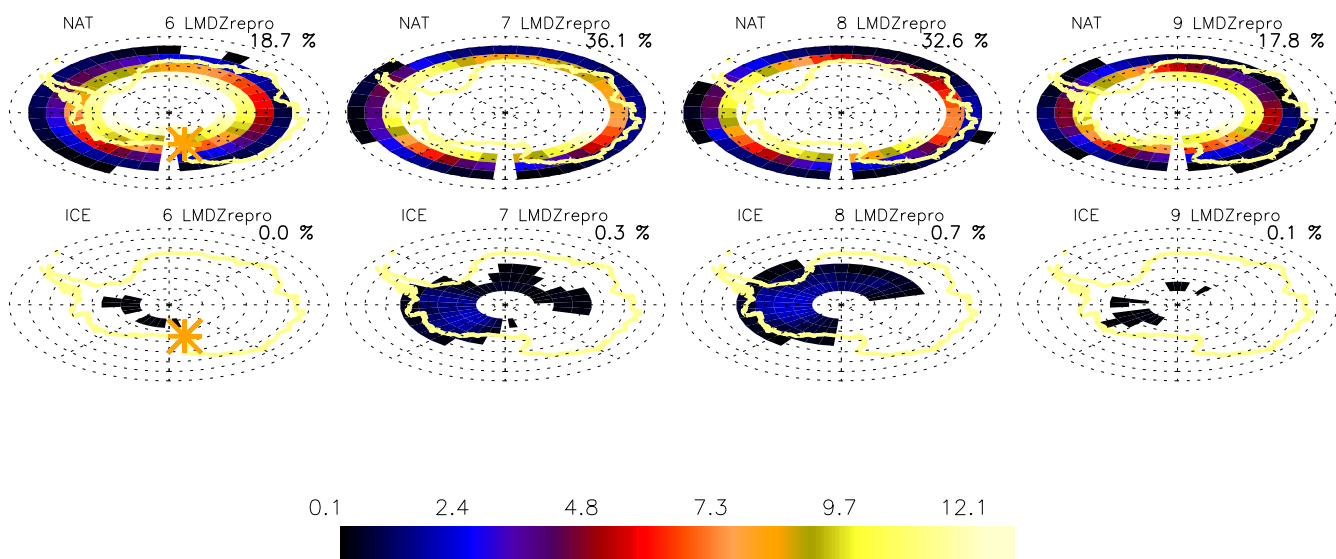 NAT 6 LMDZrepro
18.7 %
NAT 7 LMDZrepro
36.1 %
NAT 8 LMDZrepro
32.6 %
NAT 9 LMDZrepro
17.8 %
ICE 6 LMDZrepro
0.0 %
ICE 7 LMDZrepro
0.3 %
ICE 8 LMDZrepro
0.7 %
ICE 9 LMDZrepro
0.1 %
0.1 2.4 4.8 7.3 9.7 12.1